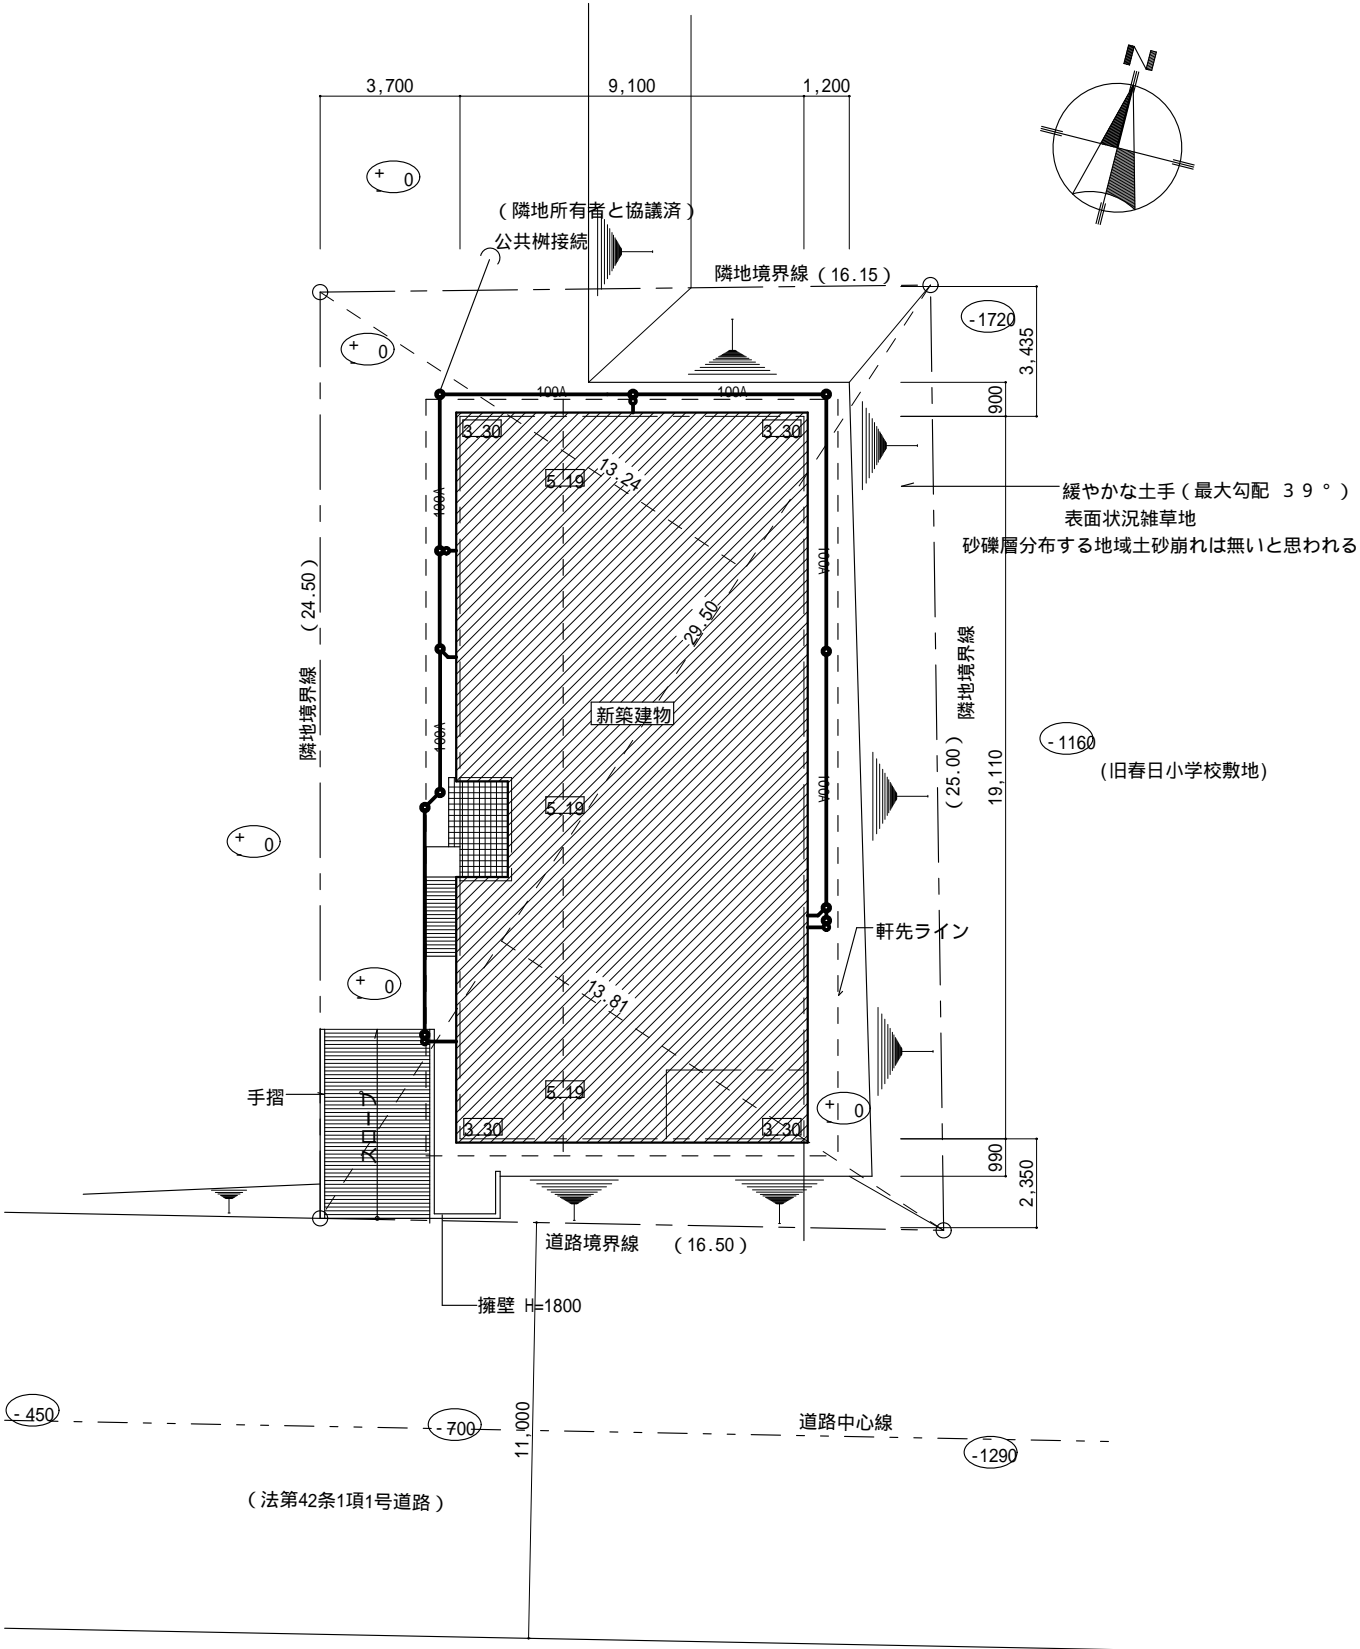 N
3,700
9,100
1,200
± 0
(隣地所有者と協議済)
公共桝接続
隣地境界線 (16.15)
-1720
3,435
± 0
900
100A
100A
3.30
3.30
5.19
13.24
100A
緩やかな土手(最大勾配 39°)
表面状況雑草地
砂礫層分布する地域土砂崩れは無いと思われる
100A
隣地境界線 (24.50)
29.50
隣地境界線 (25.00)
新築建物
100A
-1160
(旧春日小学校敷地)
19,110
100A
5.19
± 0
軒先ライン
± 0
13.81
手摺
スロープ
5.19
± 0
3.30
3.30
990
2,350
道路境界線 (16.50)
擁壁 H=1800
-450
-700
11,000
道路中心線
-1290
(法第42条1項1号道路)